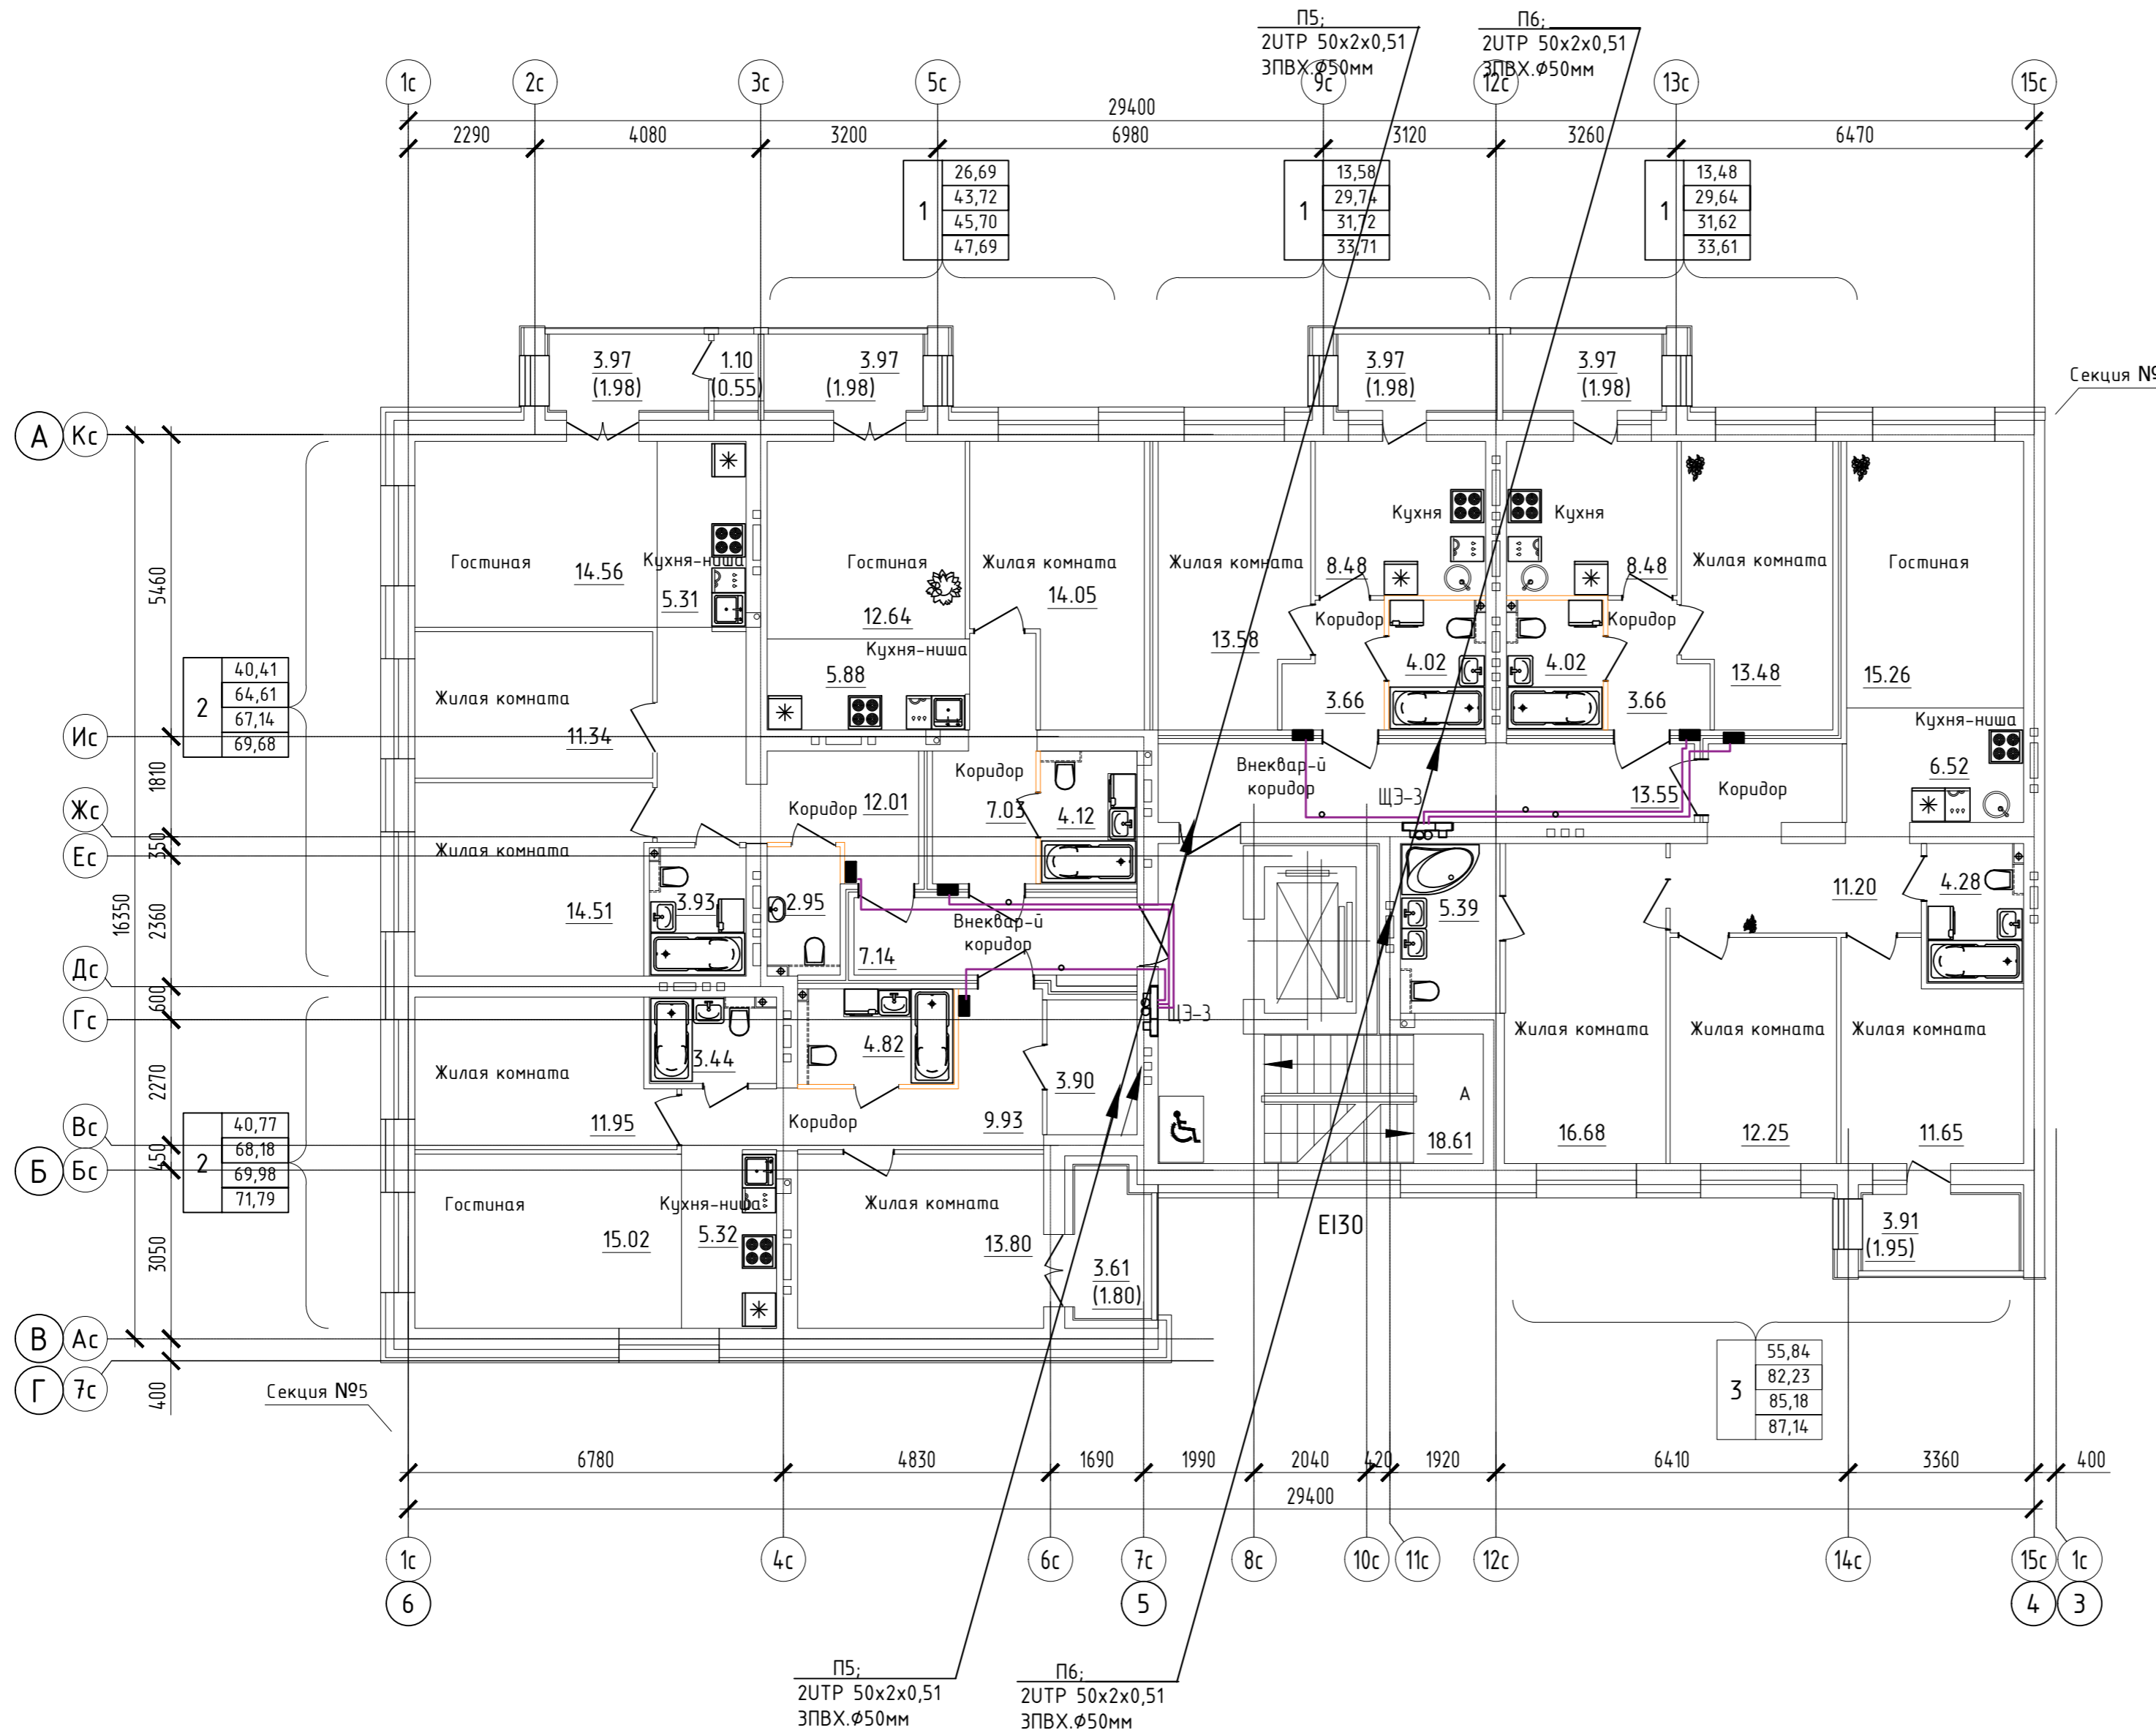 П5;
2UTP 50х2х0,51
3ПВХ.Ø50мм
П6;
2UTP 50х2х0,51
3ПВХ.Ø50мм
1с
2с
3с
5с
9с
12с
13с
15с
29400
2290
4080
3200
6980
3120
3260
6470
1
26,69
43,72
45,70
47,69
1
13,58
29,74
31,72
33,71
1
13,48
29,64
31,62
33,61
3.97
(1.98)
1.10
(0.55)
3.97
(1.98)
3.97
(1.98)
3.97
(1.98)
Секция №
А
Кс
Ис
Жс
Ес
Дс
Гс
Вс
Б
Бс
В
Ас
Г
7с
16350
5460
1810
350
2360
600
2270
450
3050
400
2
40,41
64,61
67,14
69,68
2
40,77
68,18
69,98
71,79
Гостиная
14.56
Кухня-ниша
5.31
Гостиная
12.64
Кухня-ниша
5.88
Жилая комната
14.05
Жилая комната
13.58
Кухня
8.48
Коридор
4.02
3.66
Кухня
8.48
Коридор
4.02
3.66
Жилая комната
13.48
Гостиная
15.26
Кухня-ниша
6.52
Жилая комната
11.34
Коридор
12.01
Коридор
7.03
4.12
Внеквар-й
коридор
ЩЭ-3
13.55
Коридор
Жилая комната
14.51
3.93
2.95
Внеквар-й
коридор
7.14
ЩЭ-3
5.39
11.20
4.28
Жилая комната
11.95
3.44
4.82
3.90
Коридор
9.93
А
18.61
Жилая комната
16.68
Жилая комната
12.25
Жилая комната
11.65
Гостиная
15.02
Кухня-ниша
5.32
Жилая комната
13.80
3.61
(1.80)
EI30
3.91
(1.95)
3
55,84
82,23
85,18
87,14
Секция №5
6780
4830
1690
1990
2040
420
1920
6410
3360
400
29400
1с
4с
6с
7с
8с
10с
11с
12с
14с
15с
1с
6
5
4
3
П5;
2UTP 50х2х0,51
3ПВХ.Ø50мм
П6;
2UTP 50х2х0,51
3ПВХ.Ø50мм